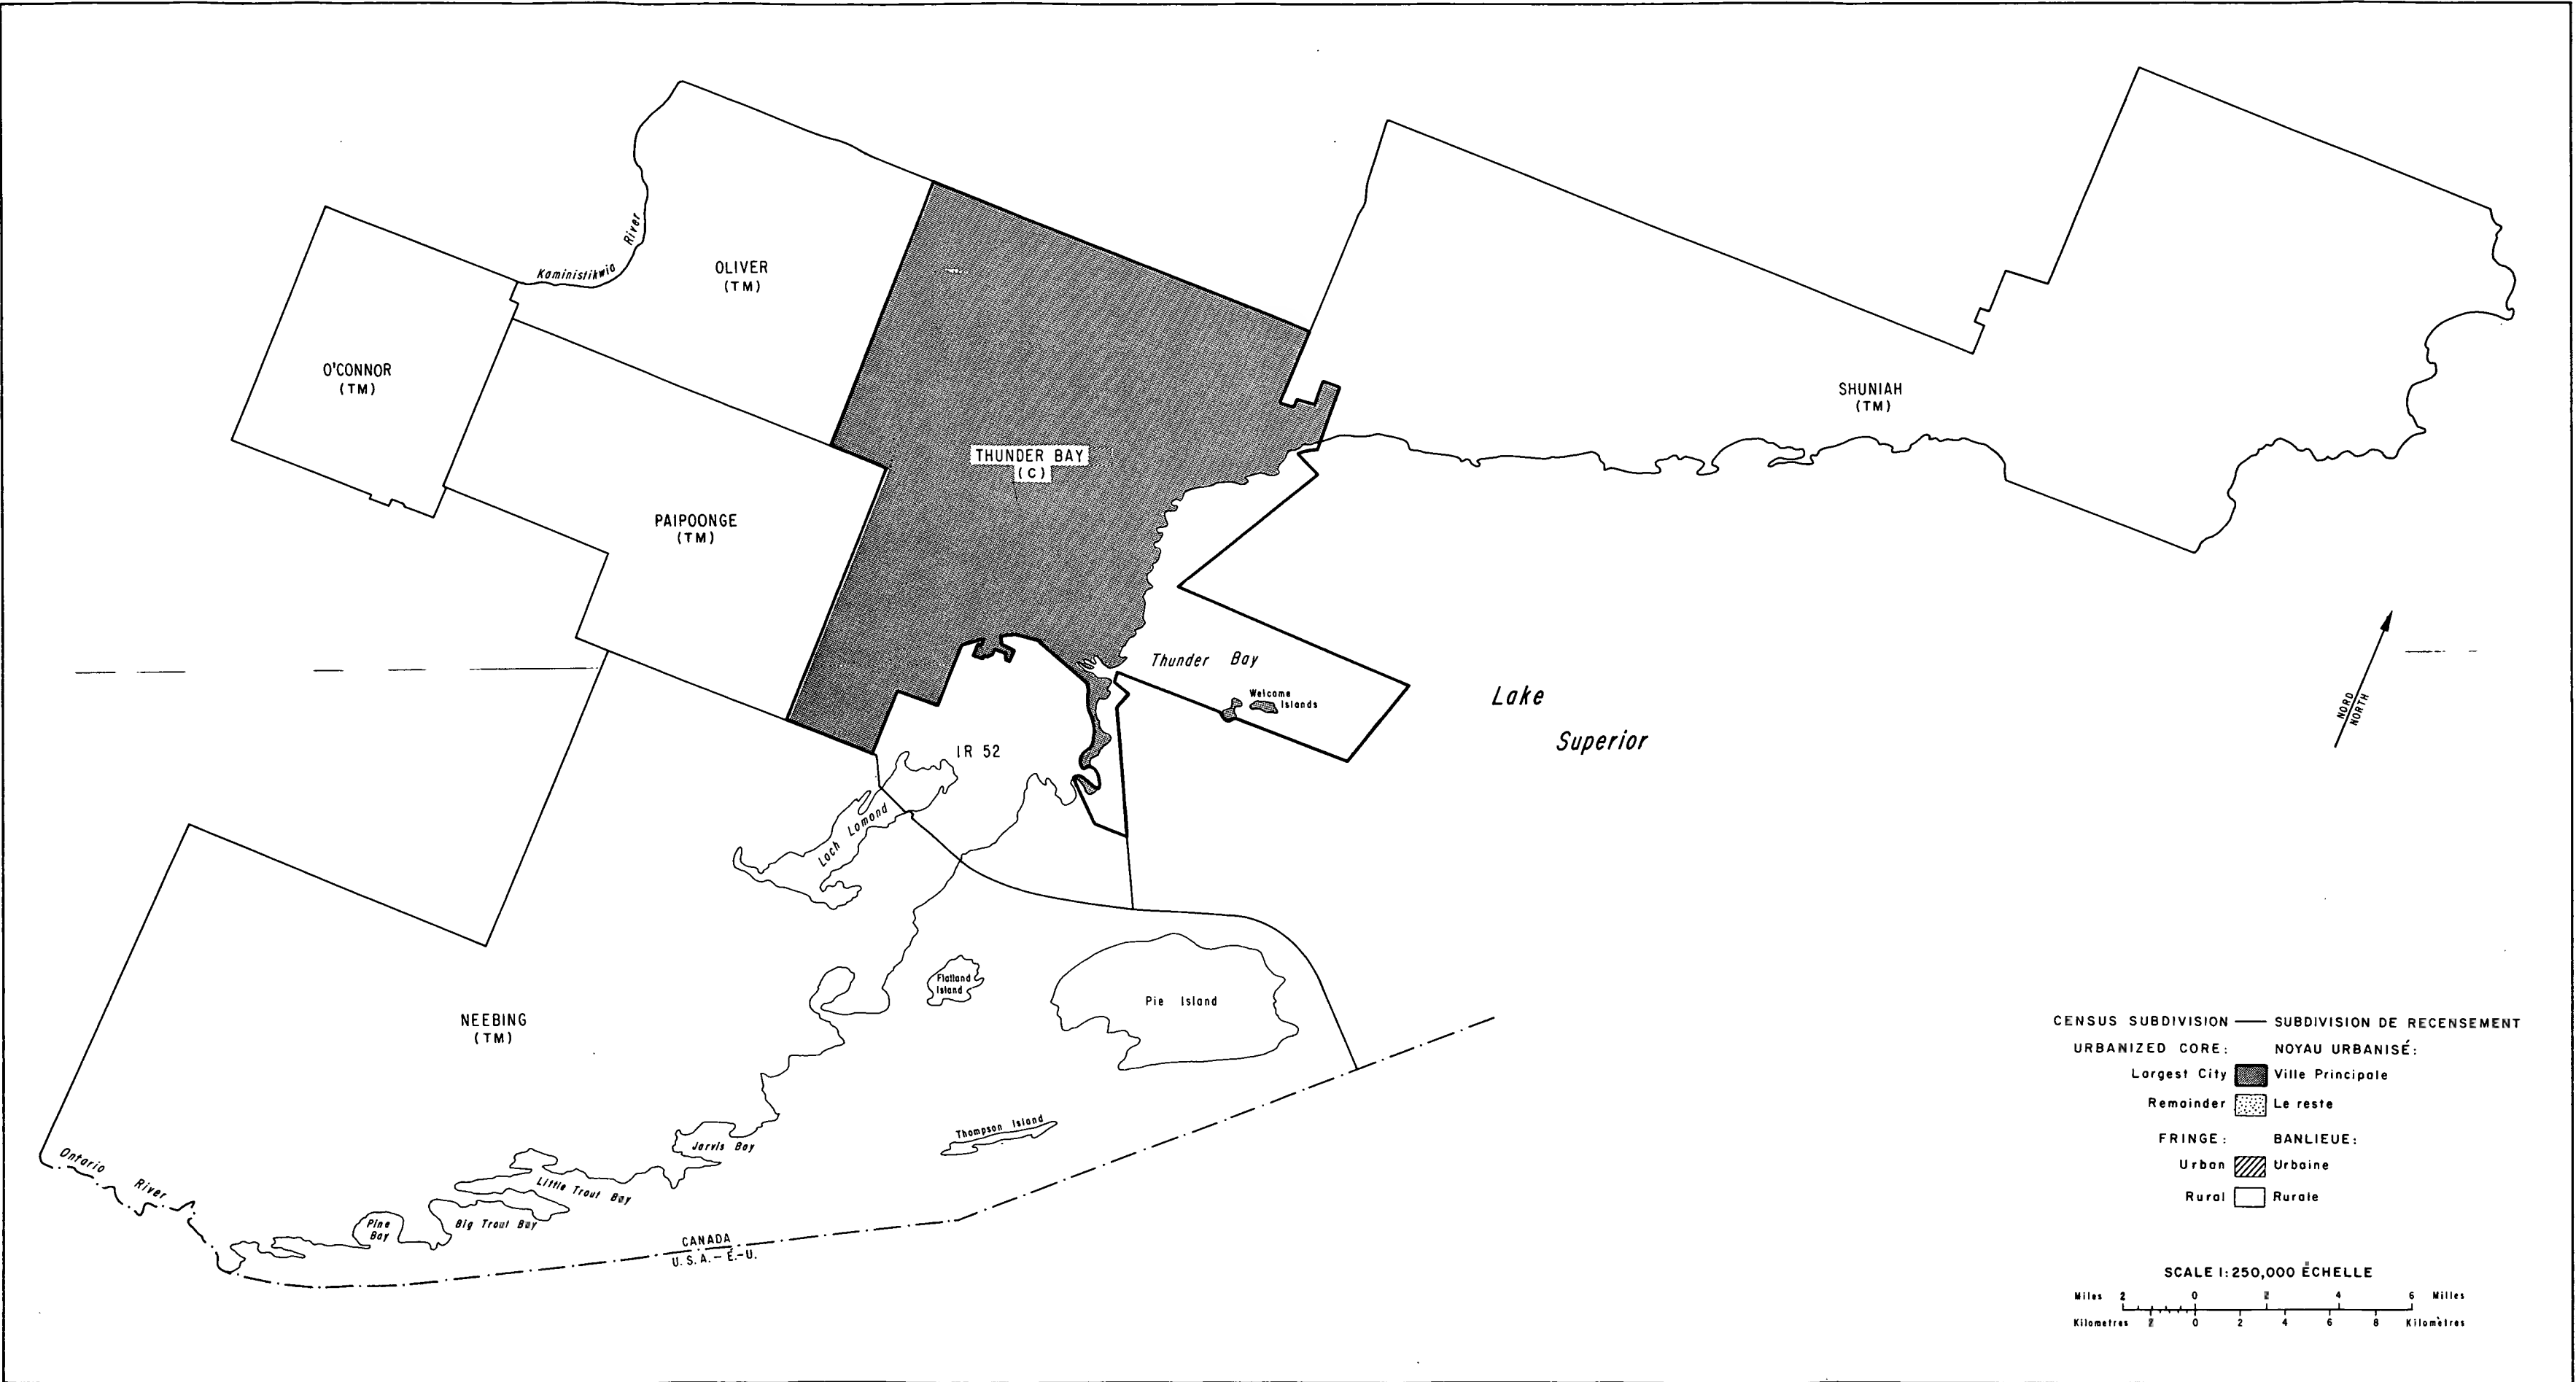 Kaministikwia River
OLIVER
(TM)
O'CONNOR
(TM)
SHUNIAH
(TM)
THUNDER BAY
(C)
PAIPOONGE
(TM)
Thunder Bay
Welcome
Islands
Lake
Superior
NORD
NORTH
IR 52
Loch Lomond
Flatland
Island
Pie Island
NEEBING
(TM)
Thompson Island
Jarvis Bay
Little Trout Bay
Big Trout Bay
Pine
Bay
Ontario
River
CANADA
U.S.A.-É.-U.
CENSUS SUBDIVISION SUBDIVISION DE RECENSEMENT
URBANIZED CORE: NOYAU URBANISÉ:
Largest City Ville Principale
Remainder Le reste
FRINGE: BANLIEUE:
Urban Urbaine
Rural Rurale
SCALE 1:250,000 ÉCHELLE
Miles 2 0 2 4 6 Milles
Kilometres 2 0 2 4 6 8 Kilomètres